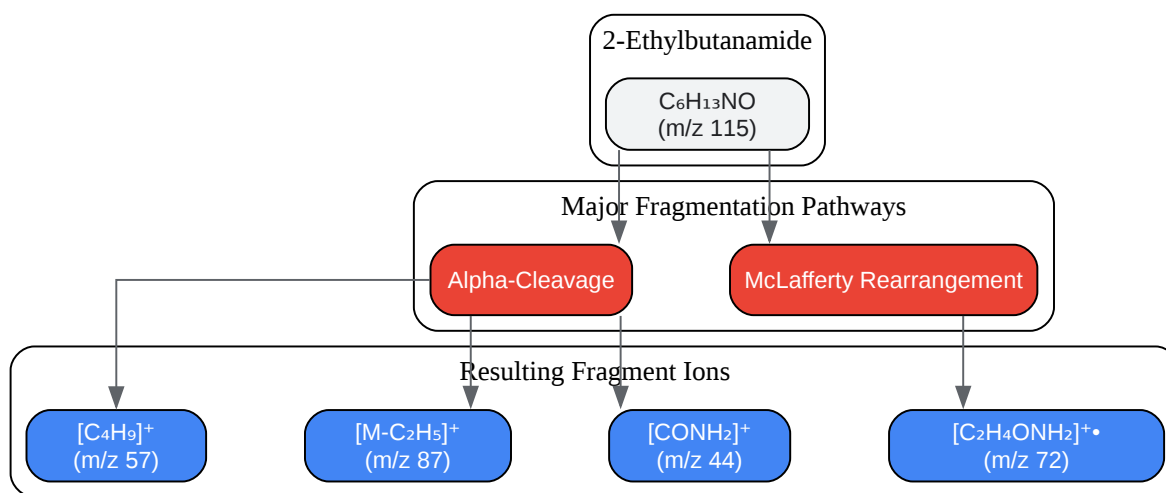 2-Ethylbutanamide
C₆H₁₃NO
(m/z 115)
Major Fragmentation Pathways
Alpha-Cleavage
McLafferty Rearrangement
Resulting Fragment Ions
[C₄H₉]⁺
(m/z 57)
[M-C₂H₅]⁺
(m/z 87)
[CONH₂]⁺
(m/z 44)
[C₂H₄ONH₂]⁺•
(m/z 72)